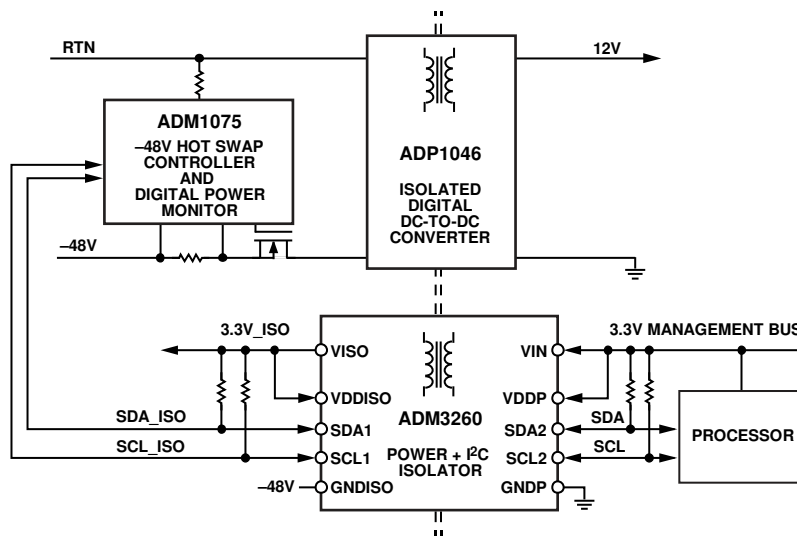 RTN
12V
ADM1075
–48V HOT SWAP
CONTROLLER
AND
DIGITAL POWER
MONITOR
ADP1046
ISOLATED
DIGITAL
DC-TO-DC
CONVERTER
–48V
3.3V_ISO
3.3V MANAGEMENT BUS
VISO
VIN
VDDISO
VDDP
ADM3260
SDA_ISO
SDA1
SDA2
SDA
PROCESSOR
POWER + I²C
ISOLATOR
SCL_ISO
SCL1
SCL2
SCL
–48V
GNDISO
GNDP